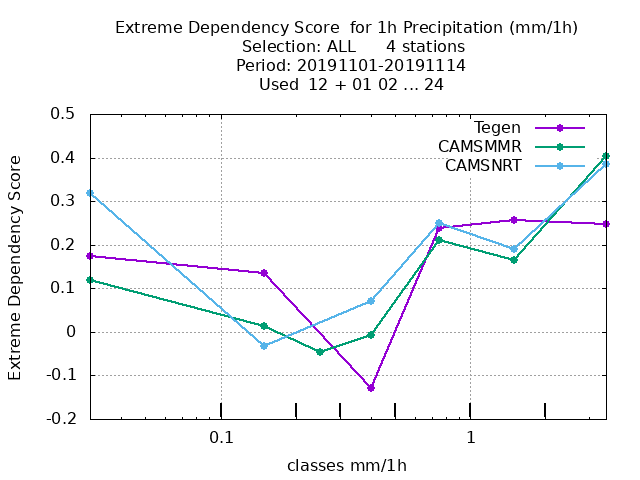 Extreme Dependency Score  for 1h Precipitation (mm/1h)
Selection: ALL      4 stations
Period: 20191101-20191114
Used  12 + 01 02 ... 24
Tegen
CAMSMMR
CAMSNRT
Extreme Dependency Score
0.5
0.4
0.3
0.2
0.1
0
-0.1
-0.2
0.1
1
classes mm/1h